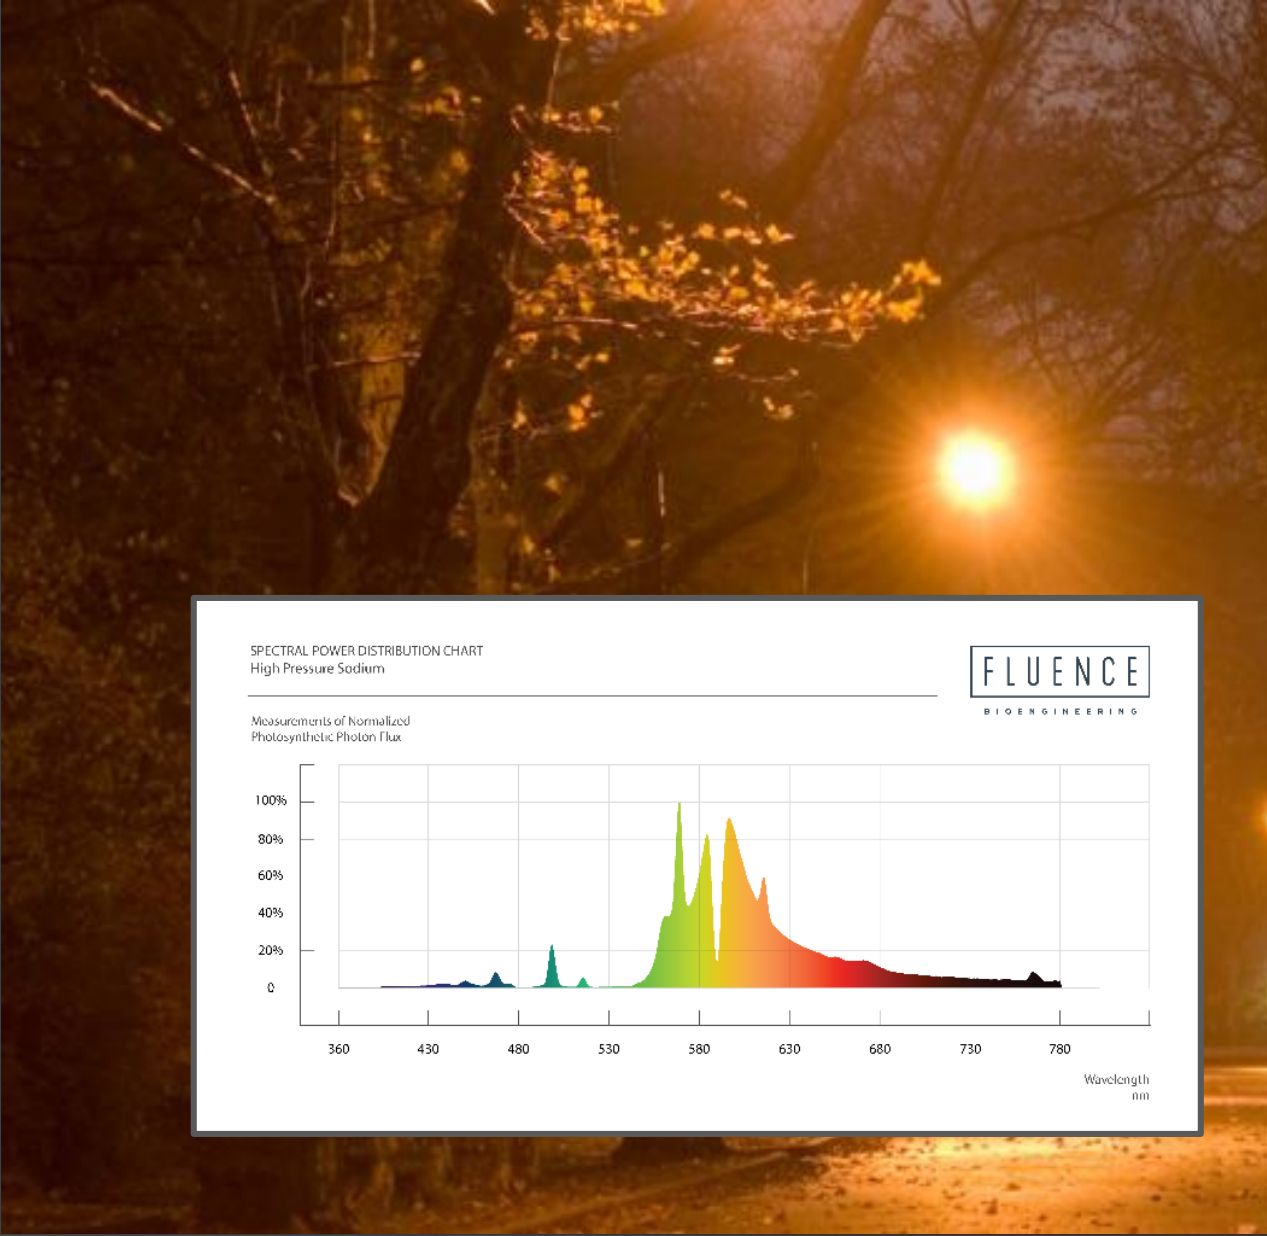 SPECTRAL POWER DISTRIBUTION CHART
High Pressure Sodium
FLUENCE
BIOENGINEERING
Measurements of Normalized
Photosynthetic Photon Flux
100%
80%
60%
40%
20%
0
360 430 480 530 580 630 680 730 780
Wavelength
nm